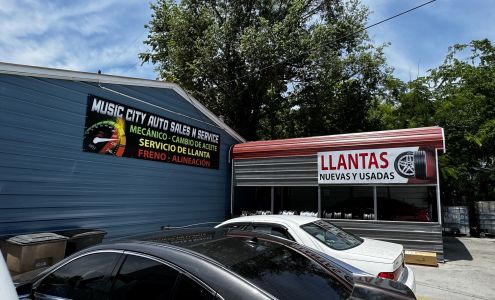 MUSIC CITY AUTO SALES N SERVICE
MECÁNICO - CAMBIO DE ACEITE
SERVICIO DE LLANTA
FRENO - ALINEACIÓN
LLANTAS
NUEVAS Y USADAS